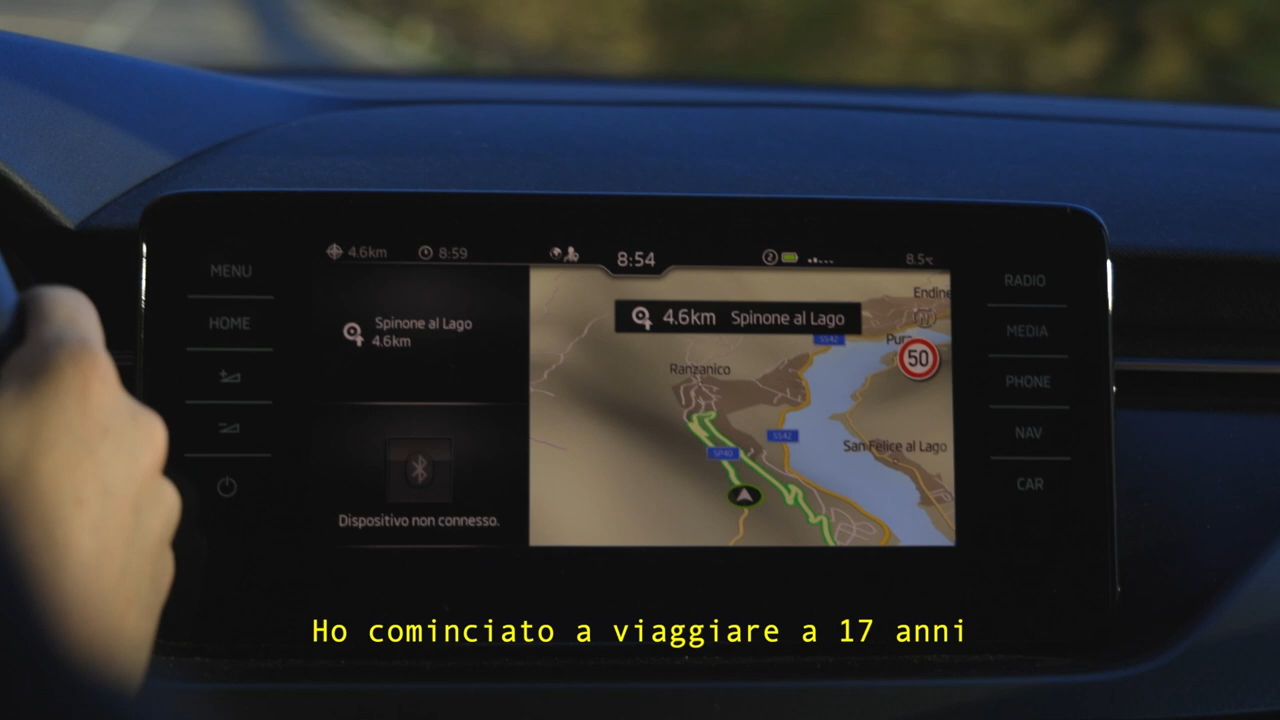 4.6km
8:59
8:54
2
8.5°C
MENU
HOME
Spinone al Lago
4.6km
Dispositivo non connesso.
4.6km Spinone al Lago
Endine
SS42
Pur
50
Ranzanico
SS42
SP40
San Felice al Lago
RADIO
MEDIA
PHONE
NAV
CAR
Ho cominciato a viaggiare a 17 anni